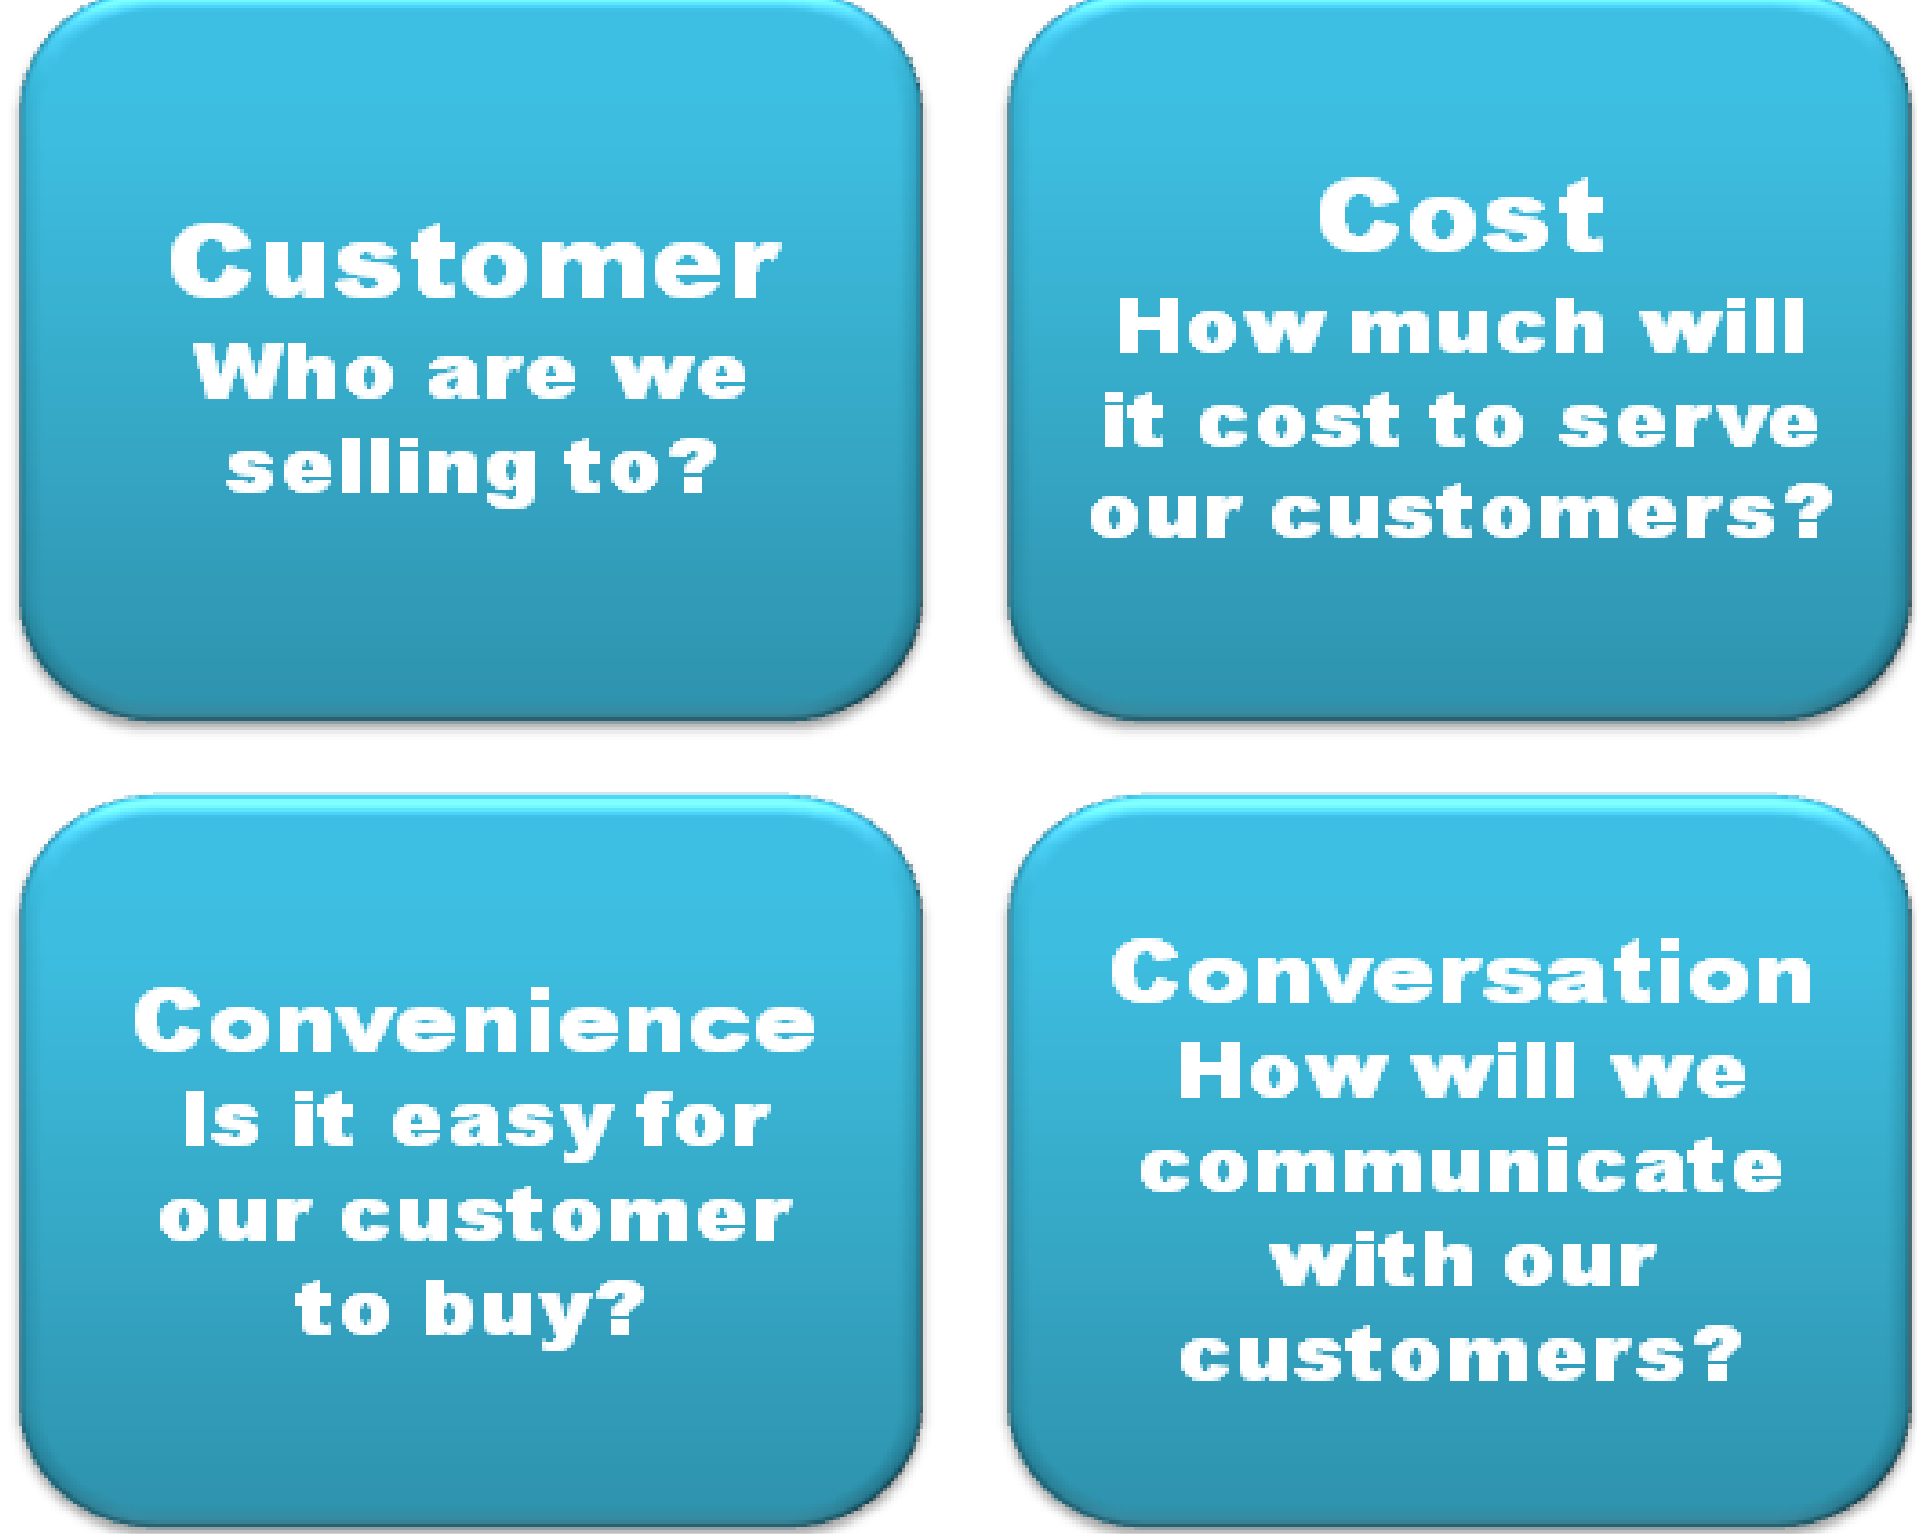 Customer
Who are we
selling to?
Cost
How much will
it cost to serve
our customers?
Convenience
Is it easy for
our customer
to buy?
Conversation
How will we
communicate
with our
customers?